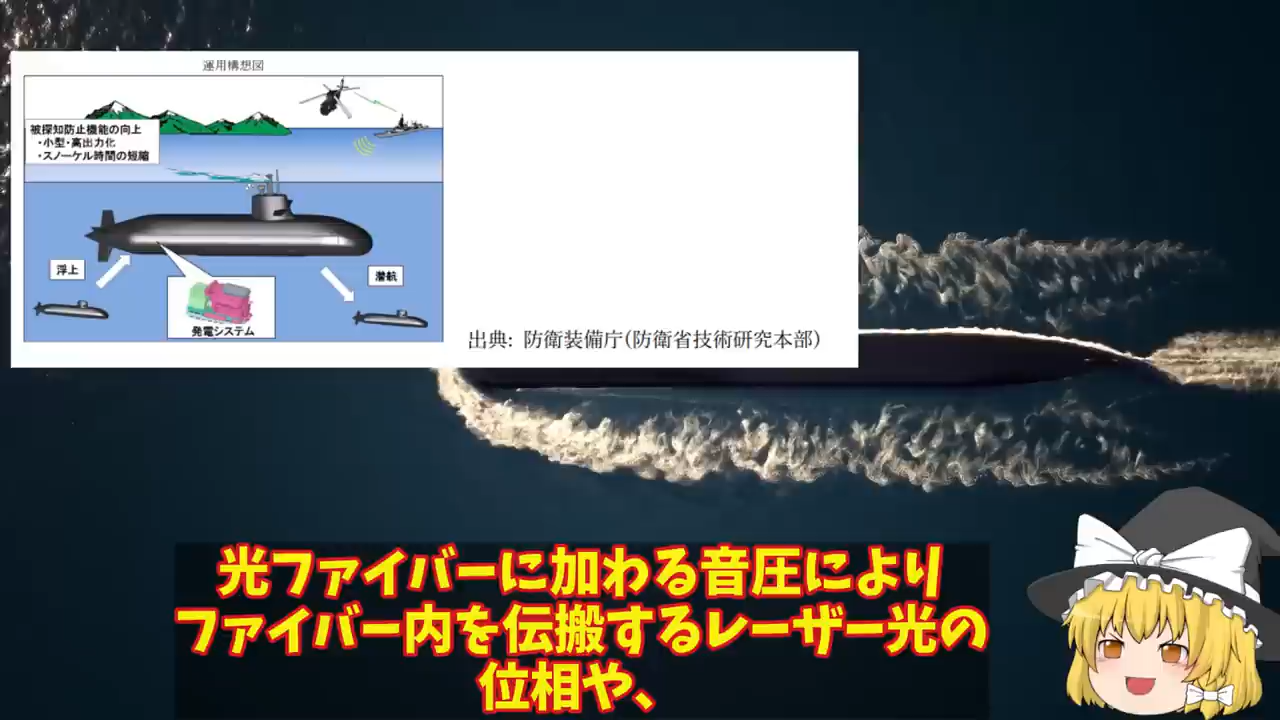 運用構想図
被探知防止機能の向上
・小型・高出力化
・スノーケル時間の短縮
浮上
潜航
発電システム
出典: 防衛装備庁(防衛省技術研究本部)
光ファイバーに加わる音圧により
ファイバー内を伝搬するレーザー光の
位相や、